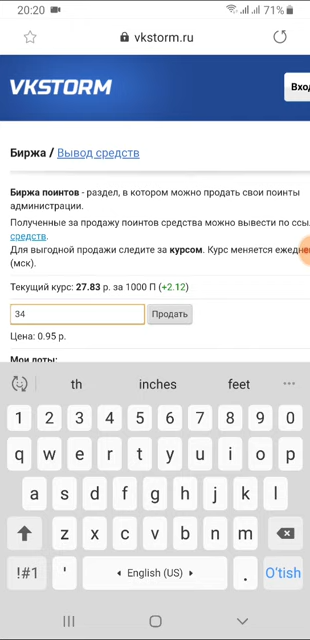 20:20 71%
vkstorm.ru
VKSTORM
Вход
Биржа / Вывод средств
Биржа поинтов - раздел, в котором можно продать свои поинты
администрации.
Полученные за продажу поинтов средства можно вывести по ссы
средств.
Для выгодной продажи следите за курсом. Курс меняется ежедне
(мск).
Текущий курс: 27.83 р. за 1000 П (+2.12)
34 Продать
Цена: 0.95 р.
Мои лоты:
th inches feet
1 2 3 4 5 6 7 8 9 0
q w e r t y u i o p
a s d f g h j k l
z x c v b n m
!#1 ' English (US) . O'tish